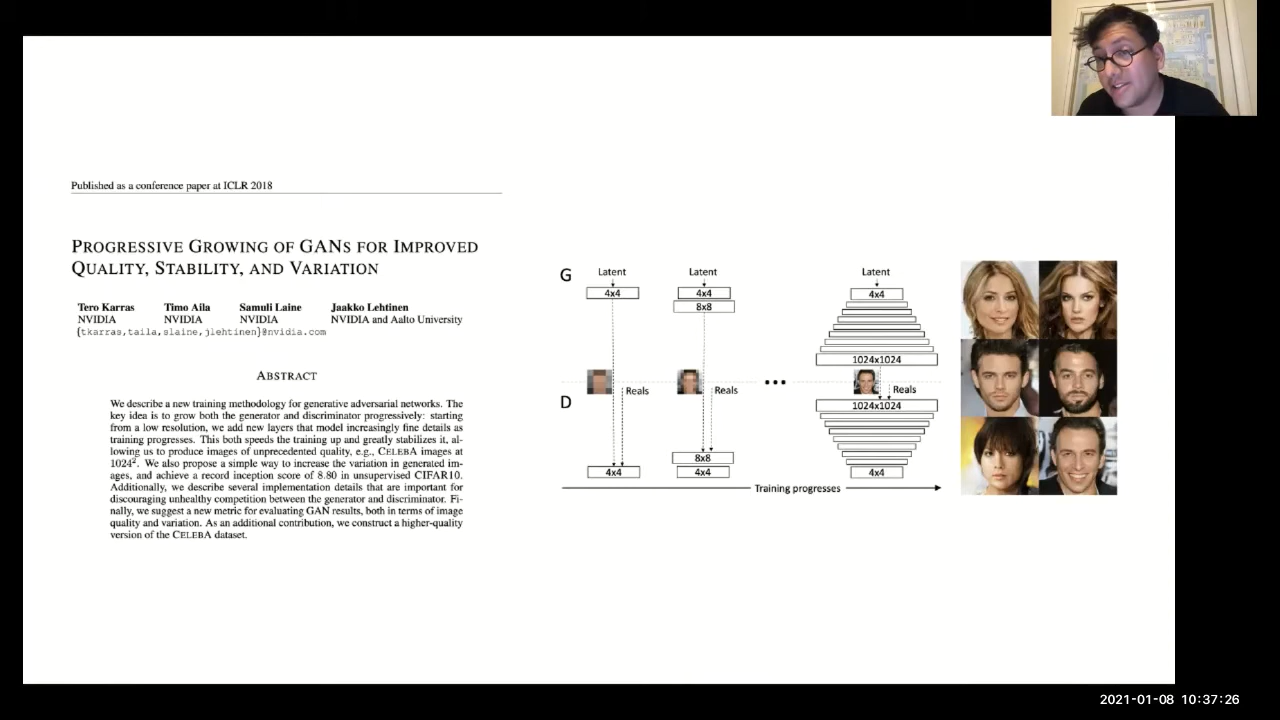 Published as a conference paper at ICLR 2018
PROGRESSIVE GROWING OF GANS FOR IMPROVED
QUALITY, STABILITY, AND VARIATION
Tero Karras Timo Aila Samuli Laine Jaakko Lehtinen
NVIDIA NVIDIA NVIDIA NVIDIA and Aalto University
{tkarras,taila,slaine,jlehtinen}@nvidia.com
ABSTRACT
We describe a new training methodology for generative adversarial networks. The
key idea is to grow both the generator and discriminator progressively: starting
from a low resolution, we add new layers that model increasingly fine details as
training progresses. This both speeds the training up and greatly stabilizes it, al-
lowing us to produce images of unprecedented quality, e.g., CELEBA images at
1024². We also propose a simple way to increase the variation in generated im-
ages, and achieve a record inception score of 8.80 in unsupervised CIFAR10.
Additionally, we describe several implementation details that are important for
discouraging unhealthy competition between the generator and discriminator. Fi-
nally, we suggest a new metric for evaluating GAN results, both in terms of image
quality and variation. As an additional contribution, we construct a higher-quality
version of the CELEBA dataset.
G Latent Latent Latent
4x4 4x4 4x4
8x8
1024x1024
Reals Reals ••• Reals
D 1024x1024
8x8
4x4 4x4 4x4
Training progresses
2021-01-08 10:37:26